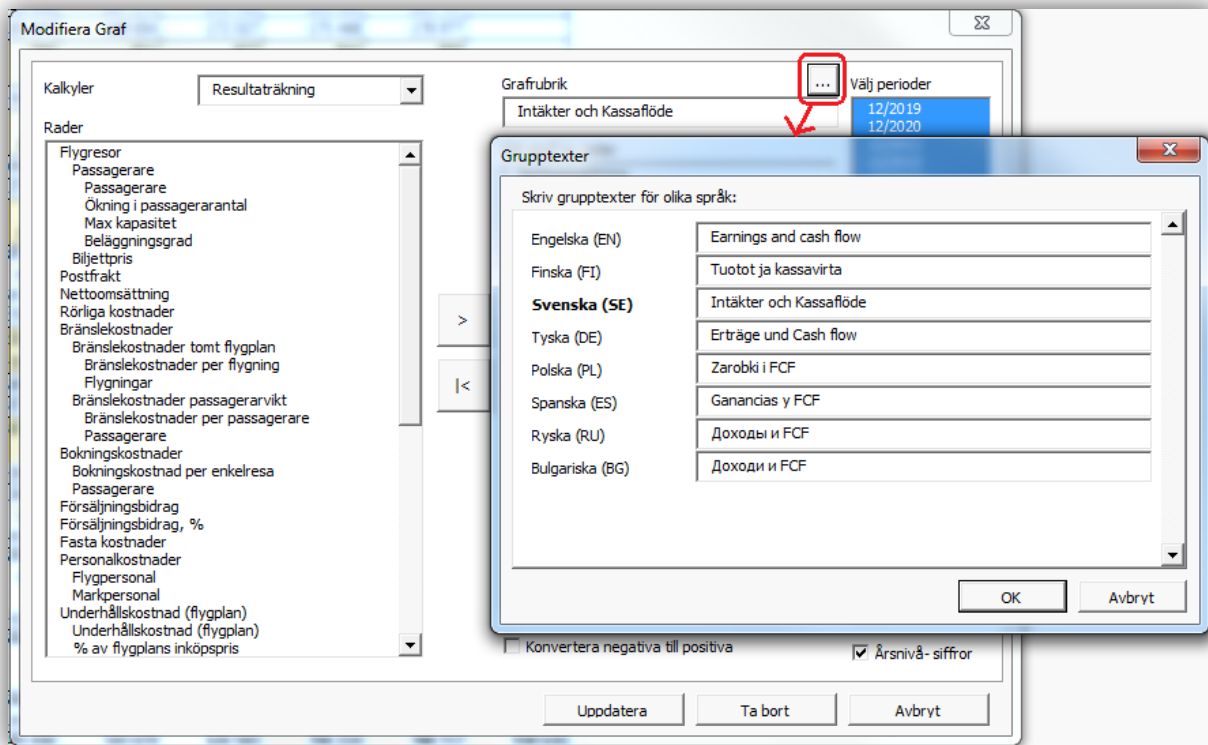 Modifiera Graf
Kalkyler
Resultaträkning
Grafrubrik
...
Välj perioder
Intäkter och Kassaflöde
12/2019
12/2020
Rader
Flygresor
Passagerare
Passagerare
Ökning i passagerarantal
Max kapasitet
Beläggningsgrad
Biljettpris
Postfrakt
Nettoomsättning
Rörliga kostnader
Bränslekostnader
Bränslekostnader tomt flygplan
Bränslekostnader per flygning
Flygningar
Bränslekostnader passagerarvikt
Bränslekostnader per passagerare
Passagerare
Bokningskostnader
Bokningskostnad per enkelresa
Passagerare
Försäljningsbidrag
Försäljningsbidrag, %
Fasta kostnader
Personalkostnader
Flygpersonal
Markpersonal
Underhållskostnad (flygplan)
Underhållskostnad (flygplan)
% av flygplans inköpspris
>
|<
Grupptexter
Skriv grupptexter för olika språk:
Engelska (EN) Earnings and cash flow
Finska (FI) Tuotot ja kassavirta
Svenska (SE) Intäkter och Kassaflöde
Tyska (DE) Erträge und Cash flow
Polska (PL) Zarobki i FCF
Spanska (ES) Ganancias y FCF
Ryska (RU) Доходы и FCF
Bulgariska (BG) Доходи и FCF
OK Avbryt
Konvertera negativa till positiva
Årsnivå- siffror
Uppdatera Ta bort Avbryt